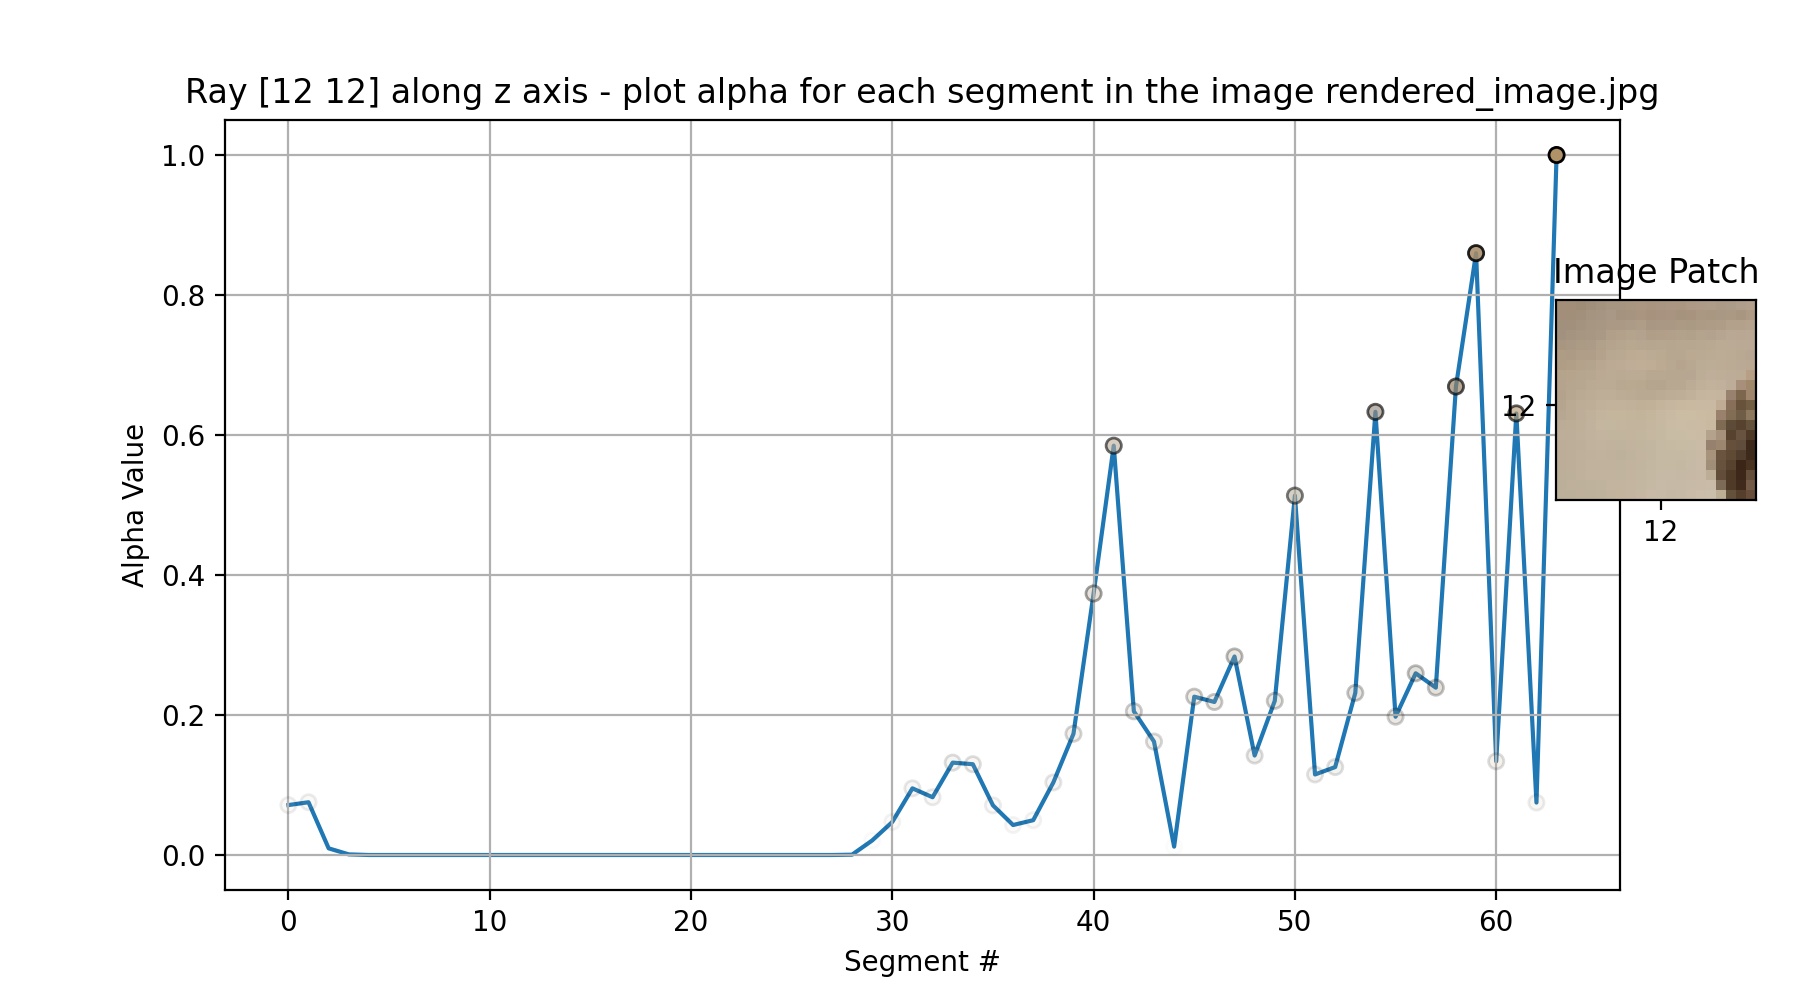 Ray [12 12] along z axis - plot alpha for each segment in the image rendered_image.jpg
1.0
0.8
0.6
0.4
0.2
0.0
Alpha Value
0 10 20 30 40 50 60
Segment #
Image Patch
12
12